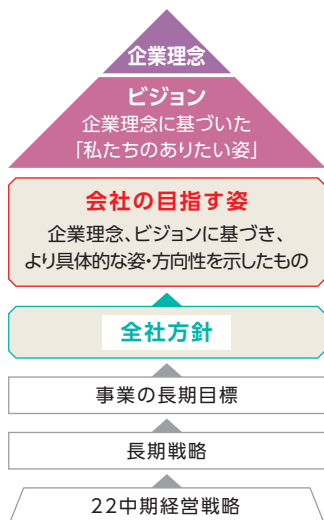 企業理念
ビジョン
企業理念に基づいた
「私たちのありたい姿」
会社の目指す姿
企業理念、ビジョンに基づき、
より具体的な姿・方向性を示したもの
全社方針
事業の長期目標
長期戦略
22中期経営戦略